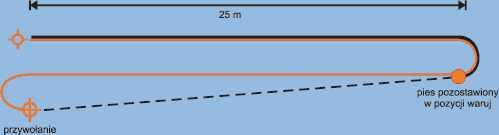 25 m
pies pozostawiony
w pozycji waruj
przywołanie